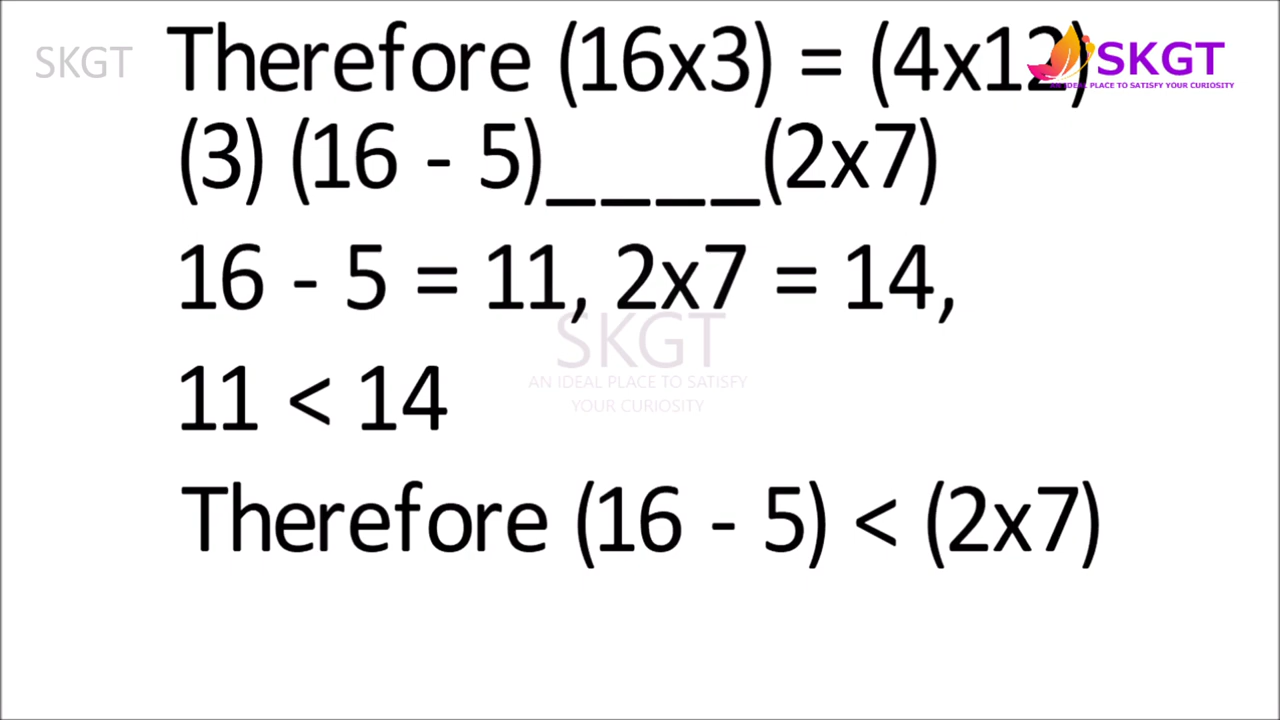 SKGT
Therefore (16x3) = (4x12)
SKGT
AN IDEAL PLACE TO SATISFY YOUR CURIOSITY
(3) (16 - 5)____(2x7)
16 - 5 = 11, 2x7 = 14,
SKGT
AN IDEAL PLACE TO SATISFY
YOUR CURIOSITY
11 < 14
Therefore (16 - 5) < (2x7)